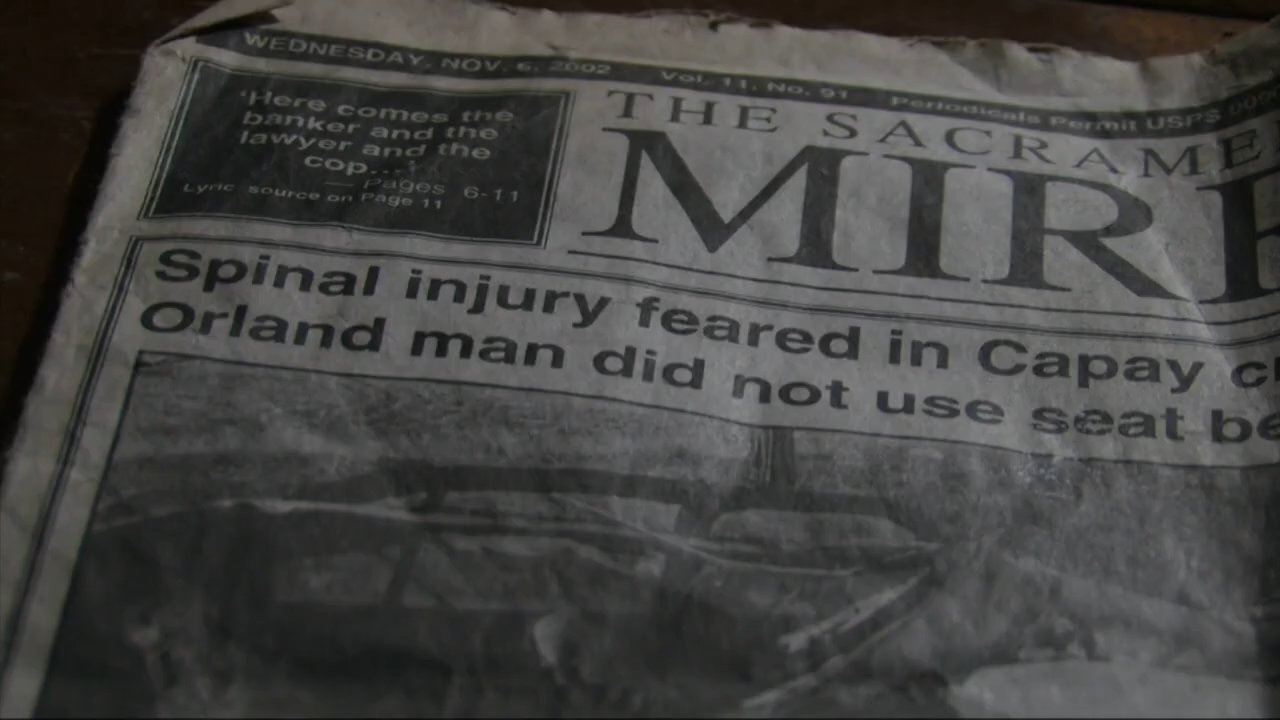 WEDNESDAY, NOV. 6, 2002 Vol. 11, No. 91 Periodicals Permit USPS
'Here comes the
banker and the
lawyer and the
cop...'
— Pages 6-11
Lyric source on Page 11
THE SACRAME
MIRR
Spinal injury feared in Capay c
Orland man did not use seat be